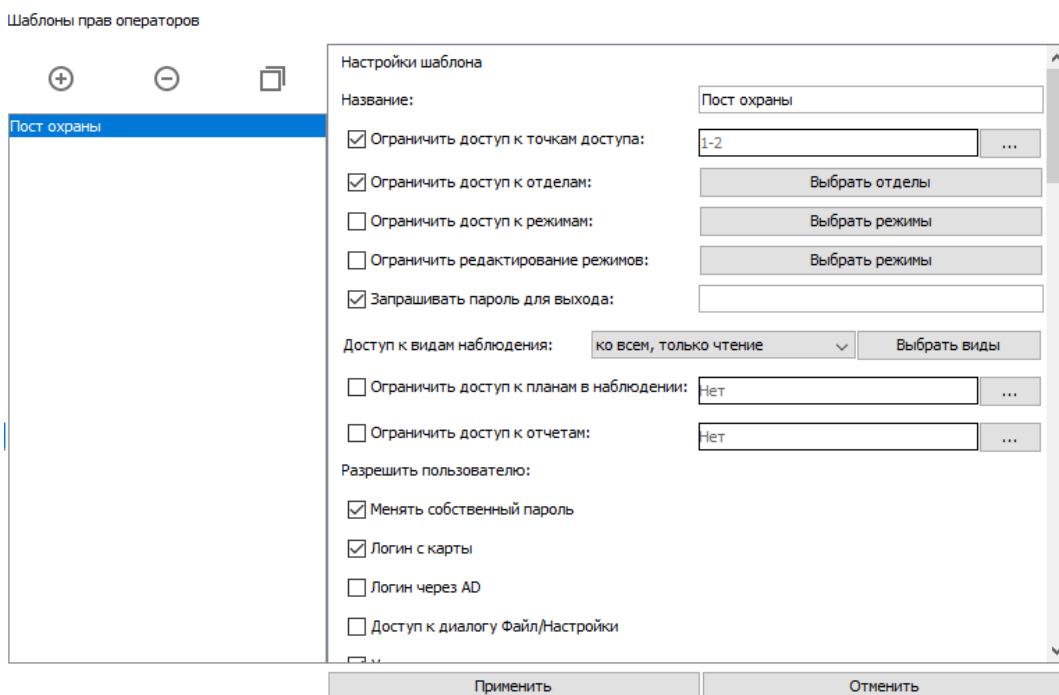 Шаблоны прав операторов
Пост охраны
Настройки шаблона
Название: Пост охраны
Ограничить доступ к точкам доступа: 1-2 ...
Ограничить доступ к отделам: Выбрать отделы
Ограничить доступ к режимам: Выбрать режимы
Ограничить редактирование режимов: Выбрать режимы
Запрашивать пароль для выхода:
Доступ к видам наблюдения: ко всем, только чтение Выбрать виды
Ограничить доступ к планам в наблюдении: Нет ...
Ограничить доступ к отчетам: Нет ...
Разрешить пользователю:
Менять собственный пароль
Логин с карты
Логин через AD
Доступ к диалогу Файл/Настройки
Применить Отменить